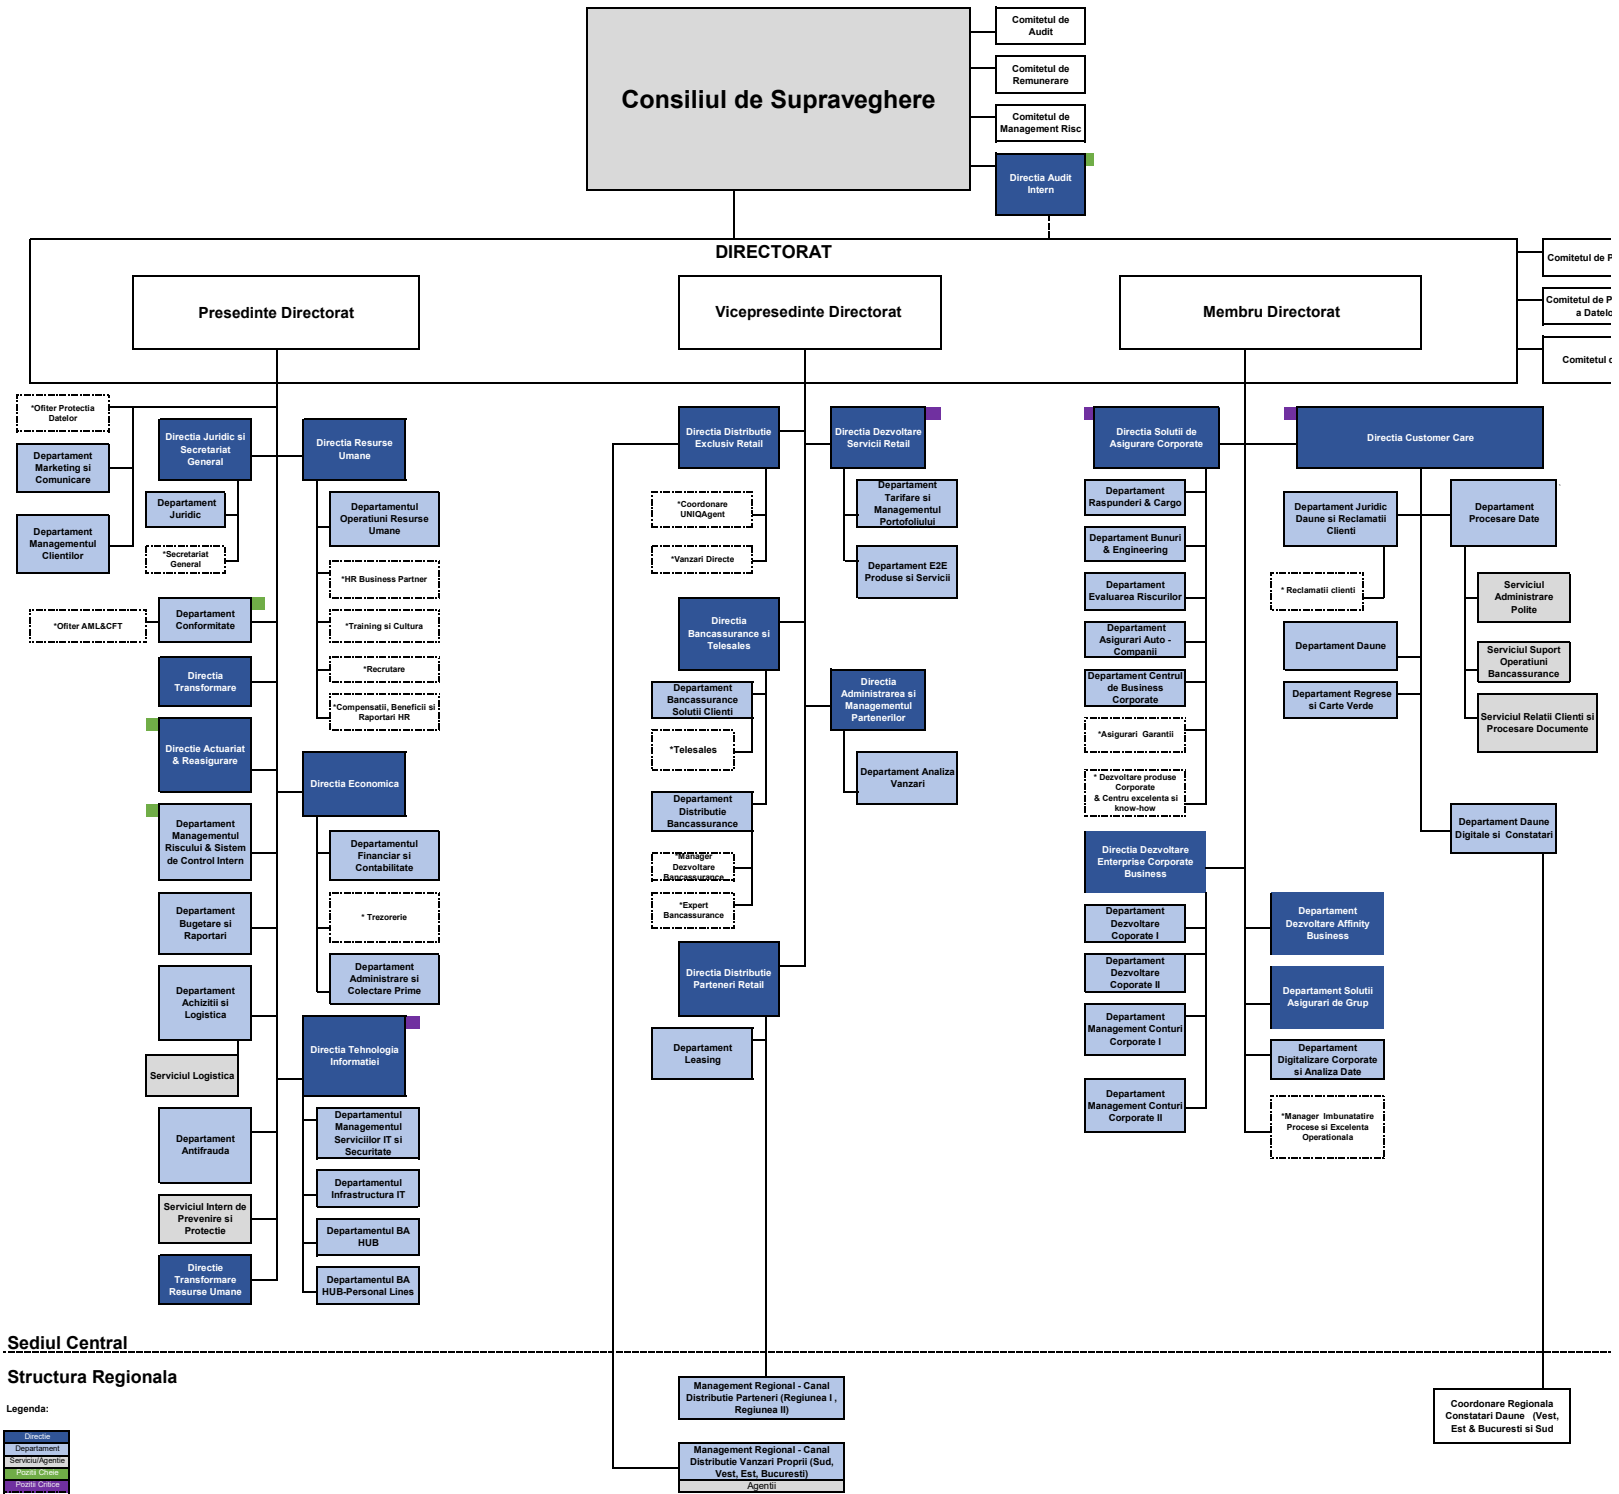 Comitetul de
Audit
Comitetul de
Remunerare
Consiliul de Supraveghere
Comitetul de
Management Risc
Directia Audit
Intern
DIRECTORAT
Comitetul de P
Comitetul de P
a Datelo
Comitetul d
Presedinte Directorat
Vicepresedinte Directorat
Membru Directorat
*Ofiter Protectia
Datelor
Departament
Marketing si
Comunicare
Departament
Managementul
Clientilor
Directia Juridic si
Secretariat
General
Departament
Juridic
*Secretariat
General
*Ofiter AML&CFT
Departament
Conformitate
Directia
Transformare
Directie Actuariat
& Reasigurare
Departament
Managementul
Riscului & Sistem
de Control Intern
Departament
Bugetare si
Raportari
Departament
Achizitii si
Logistica
Serviciul Logistica
Departament
Antifrauda
Serviciul Intern de
Prevenire si
Protectie
Directie
Transformare
Resurse Umane
Directia Resurse
Umane
Departamentul
Operatiuni Resurse
Umane
*HR Business Partner
*Training si Cultura
*Recrutare
*Compensatii, Beneficii si
Raportari HR
Directia Economica
Departamentul
Financiar si
Contabilitate
* Trezorerie
Departament
Administrare si
Colectare Prime
Directia Tehnologia
Informatiei
Departamentul
Managementul
Serviciilor IT si
Securitate
Departamentul
Infrastructura IT
Departamentul BA
HUB
Departamentul BA
HUB-Personal Lines
Directia Distributie
Exclusiv Retail
*Coordonare
UNIQAgent
*Vanzari Directe
Directia
Bancassurance si
Telesales
Departament
Bancassurance
Solutii Clienti
*Telesales
Departament
Distributie
Bancassurance
*Manager
Dezvoltare
Bancassurance
*Expert
Bancassurance
Directia Distributie
Parteneri Retail
Departament
Leasing
Directia Dezvoltare
Servicii Retail
Departament
Tarifare si
Managementul
Portofoliului
Departament E2E
Produse si Servicii
Directia
Administrarea si
Managementul
Partenerilor
Departament Analiza
Vanzari
Directia Solutii de
Asigurare Corporate
Departament
Raspunderi & Cargo
Departament Bunuri
& Engineering
Departament
Evaluarea Riscurilor
Departament
Asigurari Auto -
Companii
Departament Centrul
de Business
Corporate
*Asigurari Garantii
* Dezvoltare produse
Corporate
& Centru excelenta si
know-how
Directia Dezvoltare
Enterprise Corporate
Business
Departament
Dezvoltare
Coporate I
Departament
Dezvoltare
Coporate II
Departament
Management Conturi
Corporate I
Departament
Management Conturi
Corporate II
Departament
Dezvoltare Affinity
Business
Departament Solutii
Asigurari de Grup
Departament
Digitalizare Corporate
si Analiza Date
*Manager Imbunatatire
Procese si Excelenta
Operationala
Directia Customer Care
Departament Juridic
Daune si Reclamatii
Clienti
* Reclamatii clienti
Departament Daune
Departament Regrese
si Carte Verde
Departament
Procesare Date
Serviciul
Administrare
Polite
Serviciul Suport
Operatiuni
Bancassurance
Serviciul Relatii Clienti si
Procesare Documente
Departament Daune
Digitale si Constatari
Sediul Central
Structura Regionala
Legenda:
Directie
Departament
Serviciu/Agentie
Pozitii Cheie
Pozitii Critice
Management Regional - Canal
Distributie Parteneri (Regiunea I ,
Regiunea II)
Management Regional - Canal
Distributie Vanzari Proprii (Sud,
Vest, Est, Bucuresti)
Agentii
Coordonare Regionala
Constatari Daune (Vest,
Est & Bucuresti si Sud